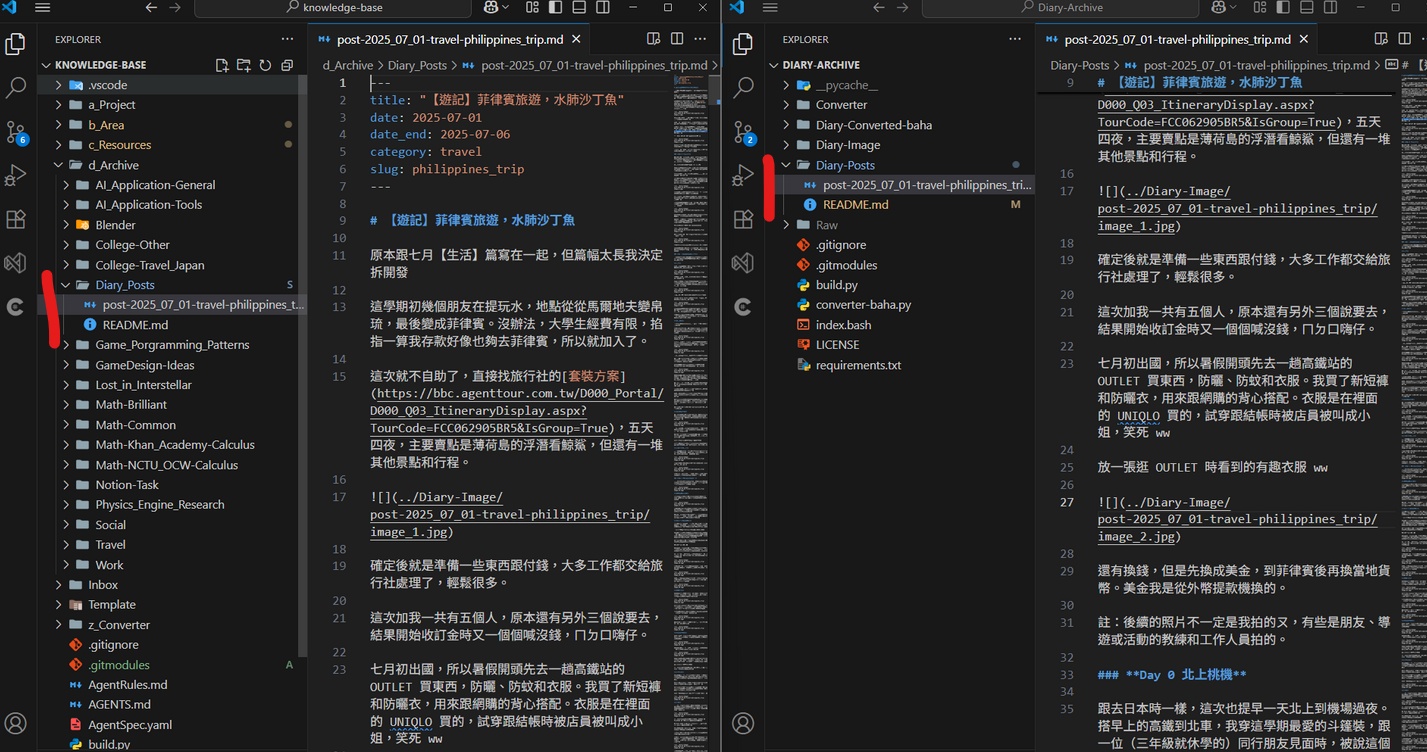 knowledge-base
EXPLORER
KNOWLEDGE-BASE
.vscode
a_Project
b_Area
c_Resources
d_Archive
AI_Application-General
AI_Application-Tools
Blender
College-Other
College-Travel_Japan
Diary_Posts
S
post-2025_07_01-travel-philippines_t...
README.md
Game_Porgramming_Patterns
GameDesign-Ideas
Lost_in_Interstellar
Math-Brilliant
Math-Common
Math-Khan_Academy-Calculus
Math-NCTU_OCW-Calculus
Notion-Task
Physics_Engine_Research
Social
Travel
Work
Inbox
Template
z_Converter
.gitignore
.gitmodules
A
AgentRules.md
AGENTS.md
AgentSpec.yaml
build.py
6
post-2025_07_01-travel-philippines_trip.md
d_Archive > Diary_Posts > post-2025_07_01-travel-philippines_trip.md >
1 ---
2 title: "【遊記】菲律賓旅遊，水肺沙丁魚"
3 date: 2025-07-01
4 date_end: 2025-07-06
5 category: travel
6 slug: philippines_trip
7 ---
8
9 # 【遊記】菲律賓旅遊，水肺沙丁魚
10
11 原本跟七月【生活】篇寫在一起，但篇幅太長我決定
拆開發
12
13 這學期初幾個朋友在提玩水，地點從從馬爾地夫變帛
琉，最後變成菲律賓。沒辦法，大學生經費有限，掐
指一算我存款好像也夠去菲律賓，所以就加入了。
14
15 這次就不自助了，直接找旅行社的[套裝方案]
(https://bbc.agenttour.com.tw/D000_Portal/
D000_Q03_ItineraryDisplay.aspx?
TourCode=FCC062905BR5&IsGroup=True)，五天
四夜，主要賣點是薄荷島的浮潛看鯨鯊，但還有一堆
其他景點和行程。
16
17 ![](../Diary-Image/
post-2025_07_01-travel-philippines_trip/
image_1.jpg)
18
19 確定後就是準備一些東西跟付錢，大多工作都交給旅
行社處理了，輕鬆很多。
20
21 這次加我一共有五個人，原本還有另外三個說要去，
結果開始收訂金時又一個個喊沒錢，ㄇㄉㄇ嗨仔。
22
23 七月初出國，所以暑假開頭先去一趟高鐵站的
OUTLET 買東西，防曬、防蚊和衣服。我買了新短褲
和防曬衣，用來跟網購的背心搭配。衣服是在裡面
的 UNIQLO 買的，試穿跟結帳時被店員被叫成小
姐，笑死 ww
Diary-Archive
EXPLORER
DIARY-ARCHIVE
__pycache__
Converter
Diary-Converted-baha
Diary-Image
Diary-Posts
post-2025_07_01-travel-philippines_tri...
README.md
M
Raw
.gitignore
.gitmodules
build.py
converter-baha.py
index.bash
LICENSE
requirements.txt
2
post-2025_07_01-travel-philippines_trip.md
Diary-Posts > post-2025_07_01-travel-philippines_trip.md > # 【
9 # 【遊記】菲律賓旅遊，水肺沙丁魚
D000_Q03_ItineraryDisplay.aspx?
TourCode=FCC062905BR5&IsGroup=True)，五天
四夜，主要賣點是薄荷島的浮潛看鯨鯊，但還有一堆
其他景點和行程。
16
17 ![](../Diary-Image/
post-2025_07_01-travel-philippines_trip/
image_1.jpg)
18
19 確定後就是準備一些東西跟付錢，大多工作都交給旅
行社處理了，輕鬆很多。
20
21 這次加我一共有五個人，原本還有另外三個說要去，
結果開始收訂金時又一個個喊沒錢，ㄇㄉㄇ嗨仔。
22
23 七月初出國，所以暑假開頭先去一趟高鐵站的
OUTLET 買東西，防曬、防蚊和衣服。我買了新短褲
和防曬衣，用來跟網購的背心搭配。衣服是在裡面
的 UNIQLO 買的，試穿跟結帳時被店員被叫成小
姐，笑死 ww
24
25 放一張逛 OUTLET 時看到的有趣衣服 ww
26
27 ![](../Diary-Image/
post-2025_07_01-travel-philippines_trip/
image_2.jpg)
28
29 還有換錢，但是先換成美金，到菲律賓後再換當地貨
幣。美金我是從外幣提款機換的。
30
31 註：後續的照片不一定是我拍的ㄡ，有些是朋友、導
遊或活動的教練和工作人員拍的。
32
33 ### **Day 0 北上桃機**
34
35 跟去日本時一樣，這次也提早一天北上到機場過夜。
搭早上的高鐵到北車，我穿這學期最愛的斗篷裝，跟
一位（三年級就休學的）同行朋友見面時，被說這個